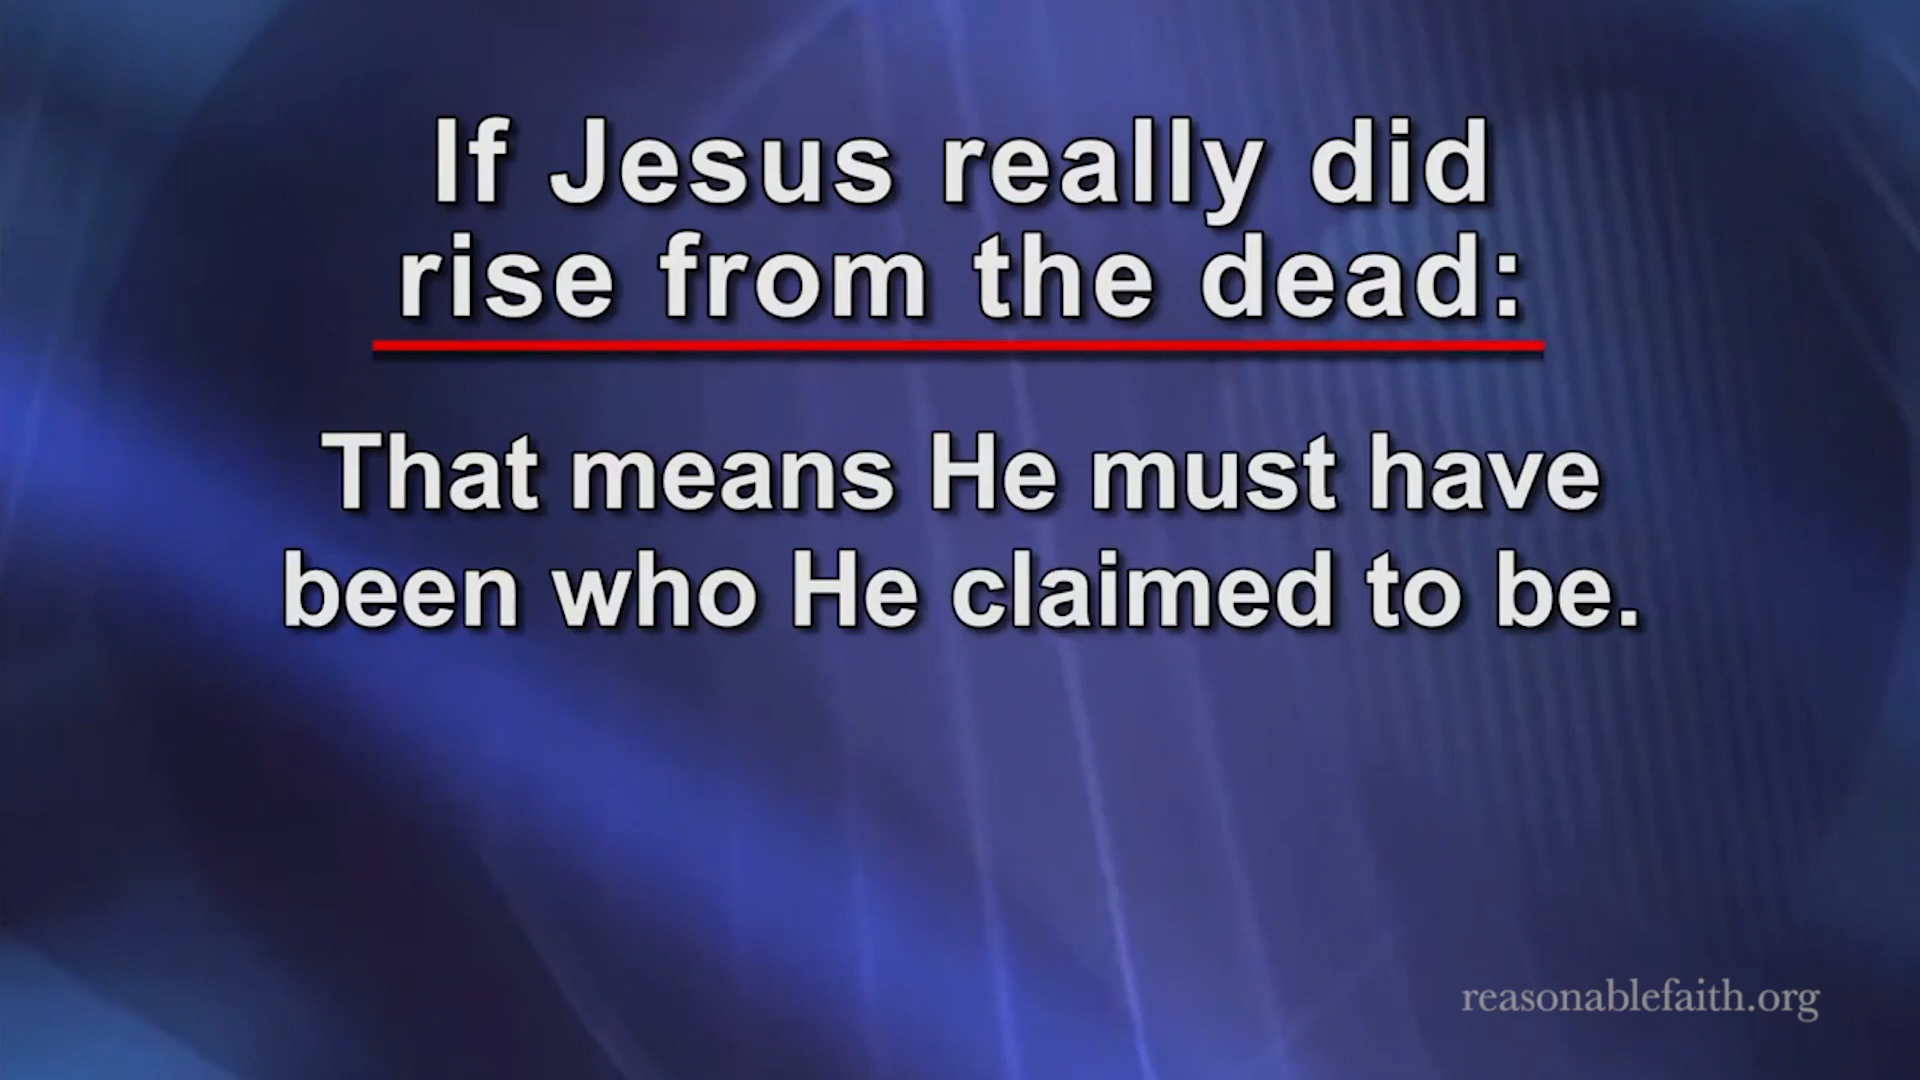 If Jesus really did
rise from the dead:
That means He must have
been who He claimed to be.
reasonablefaith.org